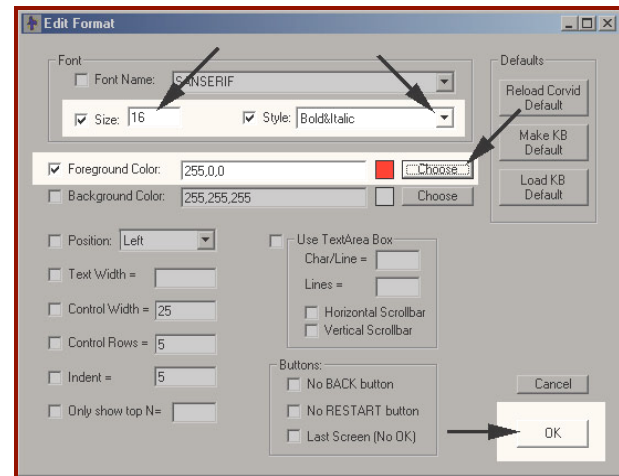 Edit Format
Font
Font Name: SANSERIF
Size: 16 Style: Bold&Italic
Foreground Color: 255,0,0 Choose
Background Color: 255,255,255 Choose
Position: Left
Text Width =
Control Width = 25
Control Rows = 5
Indent = 5
Only show top N=
Use TextArea Box
Char/Line =
Lines =
Horizontal Scrollbar
Vertical Scrollbar
Buttons:
No BACK button
No RESTART button
Last Screen (No OK)
Defaults
Reload Corvid
Default
Make KB
Default
Load KB
Default
Cancel
OK